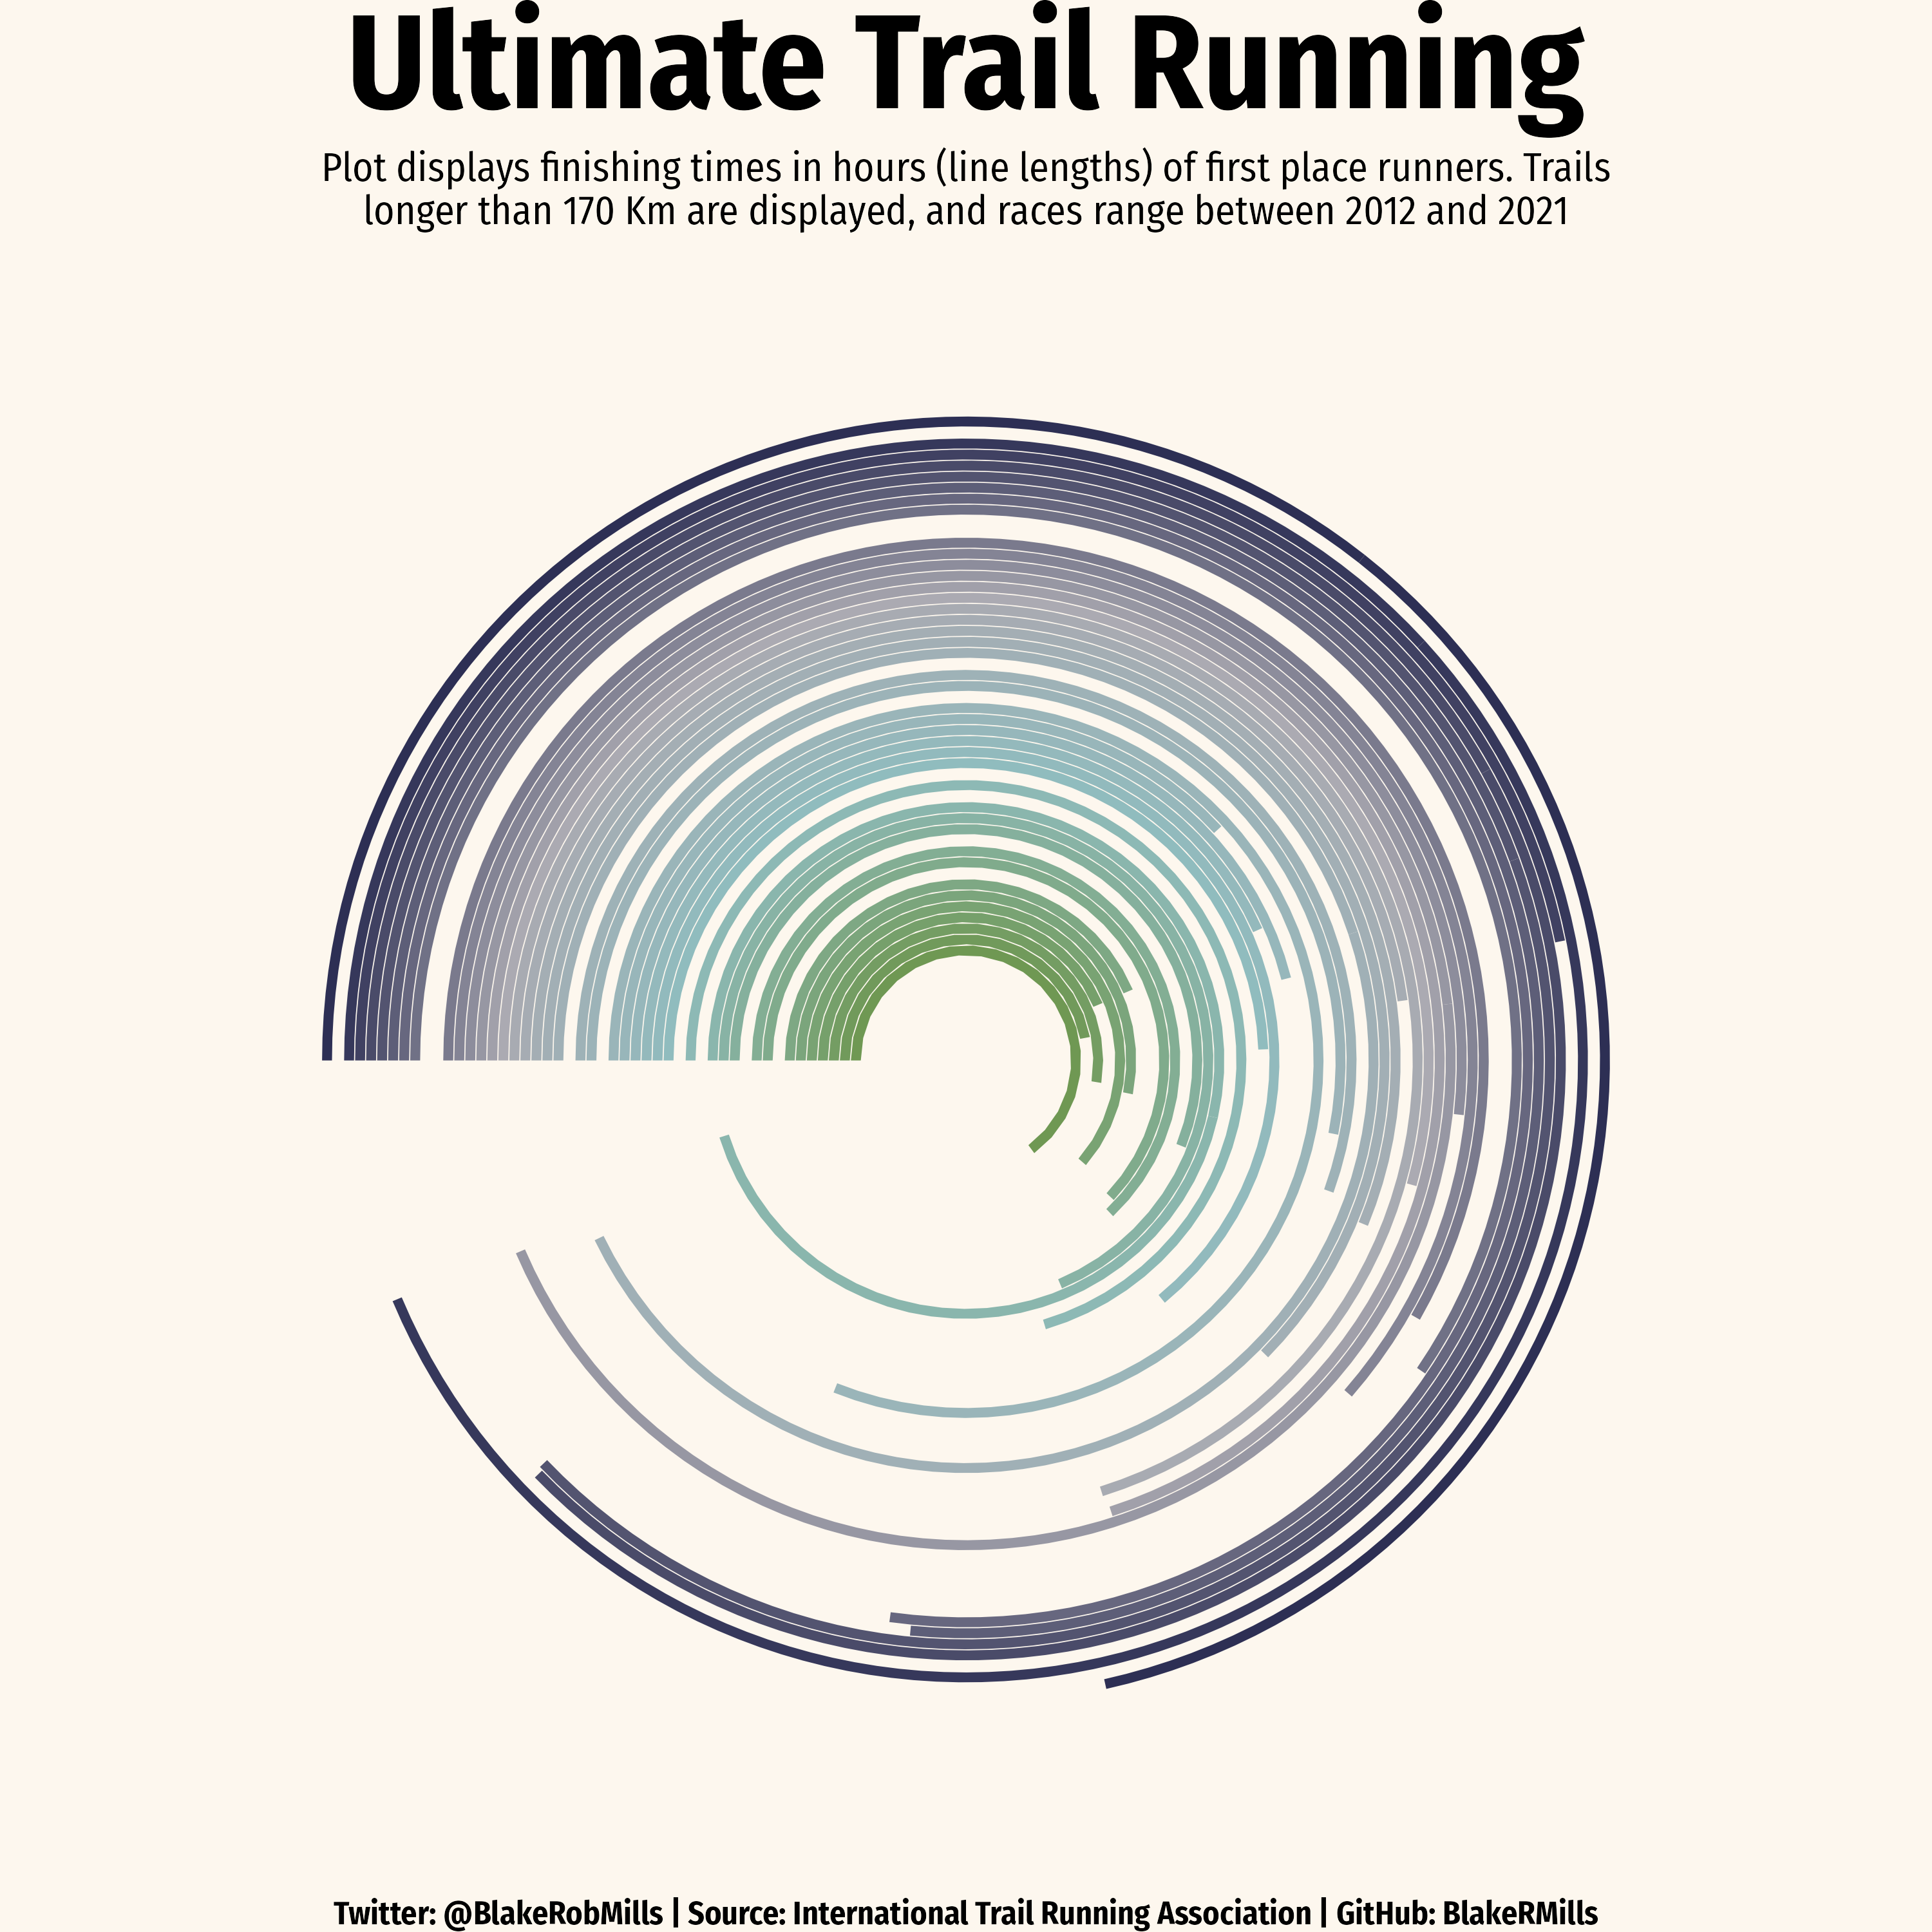 Ultimate Trail Running
Plot displays finishing times in hours (line lengths) of first place runners. Trails
longer than 170 Km are displayed, and races range between 2012 and 2021
Twitter: @BlakeRobMills | Source: International Trail Running Association | GitHub: BlakeRMills